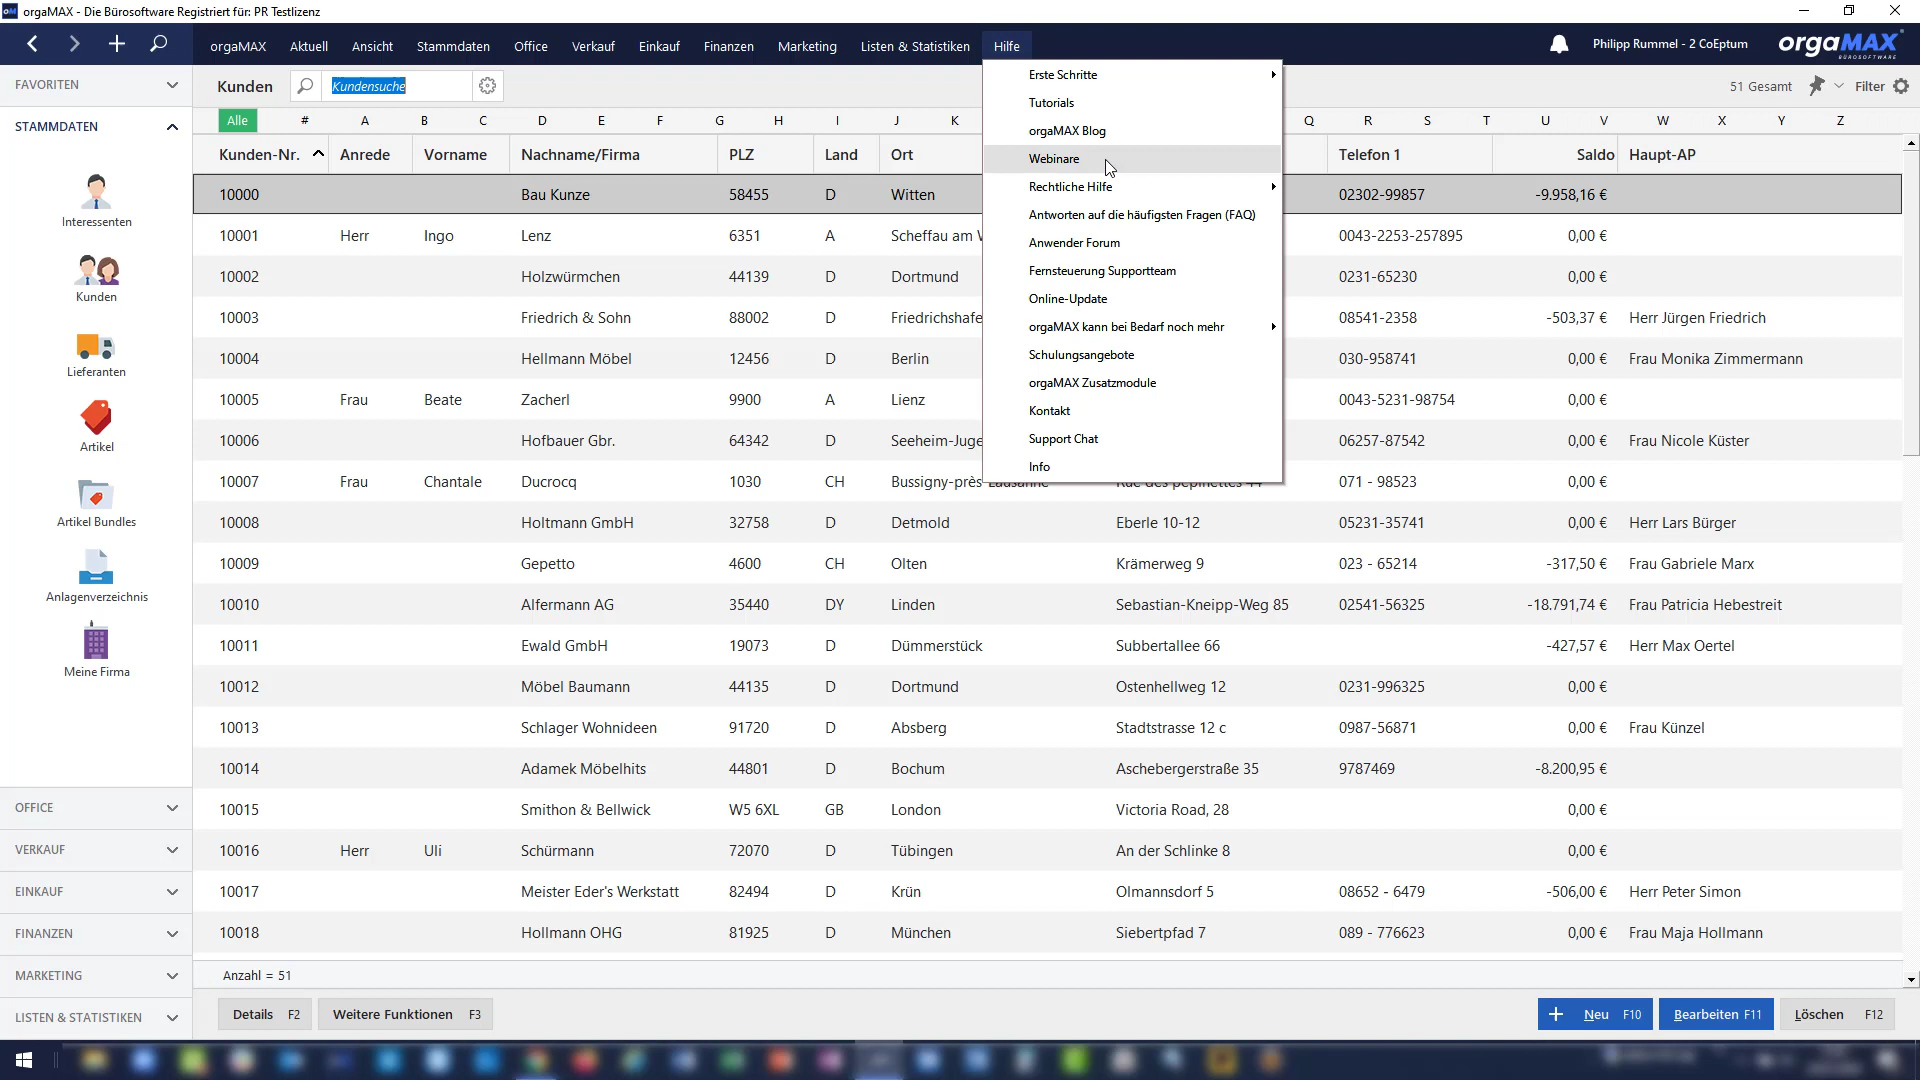 orgaMAX - Die Bürosoftware Registriert für: PR Testlizenz
orgaMAX Aktuell Ansicht Stammdaten Office Verkauf Einkauf Finanzen Marketing Listen & Statistiken Hilfe
Philipp Rummel - 2 CoEptum
orgaMAX
BÜROSOFTWARE
FAVORITEN
STAMMDATEN
Interessenten
Kunden
Lieferanten
Artikel
Artikel Bundles
Anlagenverzeichnis
Meine Firma
OFFICE
VERKAUF
EINKAUF
FINANZEN
MARKETING
LISTEN & STATISTIKEN
Kunden Kundensuche
51 Gesamt Filter
Alle # A B C D E F G H I J K Q R S T U V W X Y Z
Kunden-Nr. Anrede Vorname Nachname/Firma PLZ Land Ort Telefon 1 Saldo Haupt-AP
10000 Bau Kunze 58455 D Witten 02302-99857 -9.958,16 €
10001 Herr Ingo Lenz 6351 A Scheffau am 0043-2253-257895 0,00 €
10002 Holzwürmchen 44139 D Dortmund 0231-65230 0,00 €
10003 Friedrich & Sohn 88002 D Friedrichshafe 08541-2358 -503,37 € Herr Jürgen Friedrich
10004 Hellmann Möbel 12456 D Berlin 030-958741 0,00 € Frau Monika Zimmermann
10005 Frau Beate Zacherl 9900 A Lienz 0043-5231-98754 0,00 €
10006 Hofbauer Gbr. 64342 D Seeheim-Juge 06257-87542 0,00 € Frau Nicole Küster
10007 Frau Chantale Ducrocq 1030 CH Bussigny-près Lausanne Rue des pépinettes 44 071 - 98523 0,00 €
10008 Holtmann GmbH 32758 D Detmold Eberle 10-12 05231-35741 0,00 € Herr Lars Bürger
10009 Gepetto 4600 CH Olten Krämerweg 9 023 - 65214 -317,50 € Frau Gabriele Marx
10010 Alfermann AG 35440 DY Linden Sebastian-Kneipp-Weg 85 02541-56325 -18.791,74 € Frau Patricia Hebestreit
10011 Ewald GmbH 19073 D Dümmerstück Subbertallee 66 -427,57 € Herr Max Oertel
10012 Möbel Baumann 44135 D Dortmund Ostenhellweg 12 0231-996325 0,00 €
10013 Schlager Wohnideen 91720 D Absberg Stadtstrasse 12 c 0987-56871 0,00 € Frau Künzel
10014 Adamek Möbelhits 44801 D Bochum Aschebergerstraße 35 9787469 -8.200,95 €
10015 Smithon & Bellwick W5 6XL GB London Victoria Road, 28 0,00 €
10016 Herr Uli Schürmann 72070 D Tübingen An der Schlinke 8 0,00 €
10017 Meister Eder's Werkstatt 82494 D Krün Olmannsdorf 5 08652 - 6479 -506,00 € Herr Peter Simon
10018 Hollmann OHG 81925 D München Siebertpfad 7 089 - 776623 0,00 € Frau Maja Hollmann
Anzahl = 51
Details F2 Weitere Funktionen F3
Neu F10 Bearbeiten F11 Löschen F12
Erste Schritte
Tutorials
orgaMAX Blog
Webinare
Rechtliche Hilfe
Antworten auf die häufigsten Fragen (FAQ)
Anwender Forum
Fernsteuerung Supportteam
Online-Update
orgaMAX kann bei Bedarf noch mehr
Schulungsangebote
orgaMAX Zusatzmodule
Kontakt
Support Chat
Info